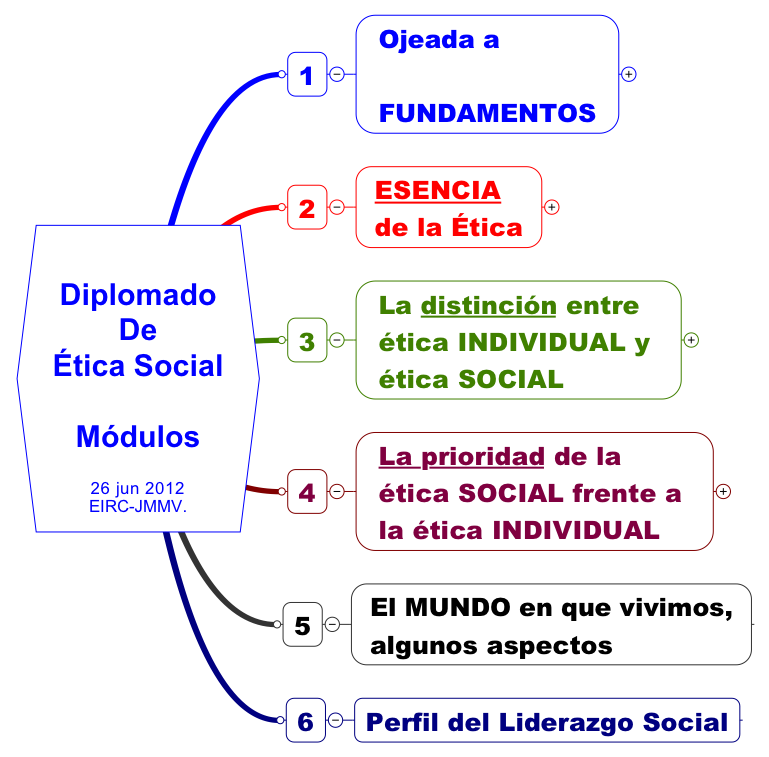 Diplomado
De
Ética Social
Módulos
26 jun 2012
EIRC-JMMV.
1
Ojeada a
FUNDAMENTOS
2
ESENCIA
de la Ética
3
La distinción entre
ética INDIVIDUAL y
ética SOCIAL
4
La prioridad de la
ética SOCIAL frente a
la ética INDIVIDUAL
5
El MUNDO en que vivimos,
algunos aspectos
6
Perfil del Liderazgo Social